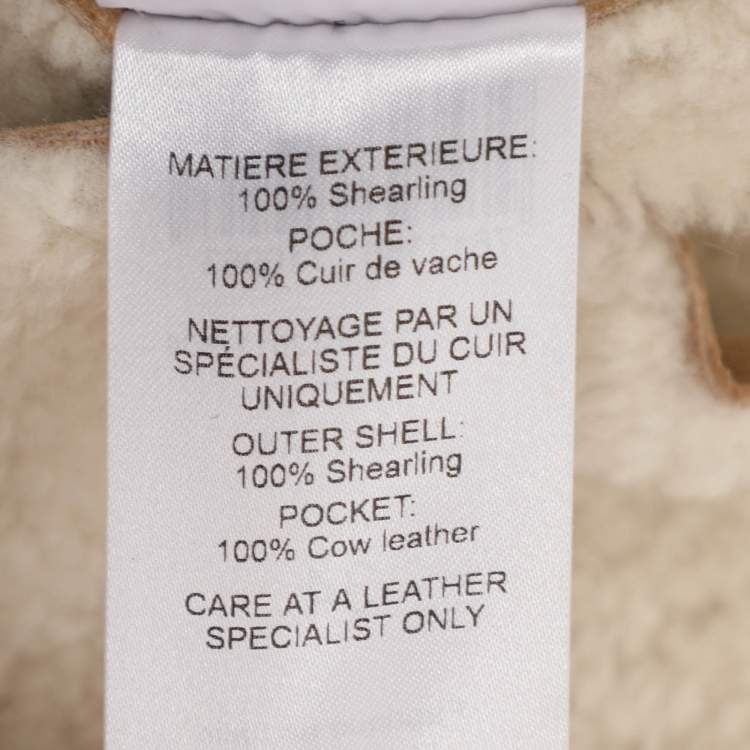 MATIERE EXTERIEURE:
100% Shearling
POCHE:
100% Cuir de vache
NETTOYAGE PAR UN
SPÉCIALISTE DU CUIR
UNIQUEMENT
OUTER SHELL:
100% Shearling
POCKET:
100% Cow leather
CARE AT A LEATHER
SPECIALIST ONLY